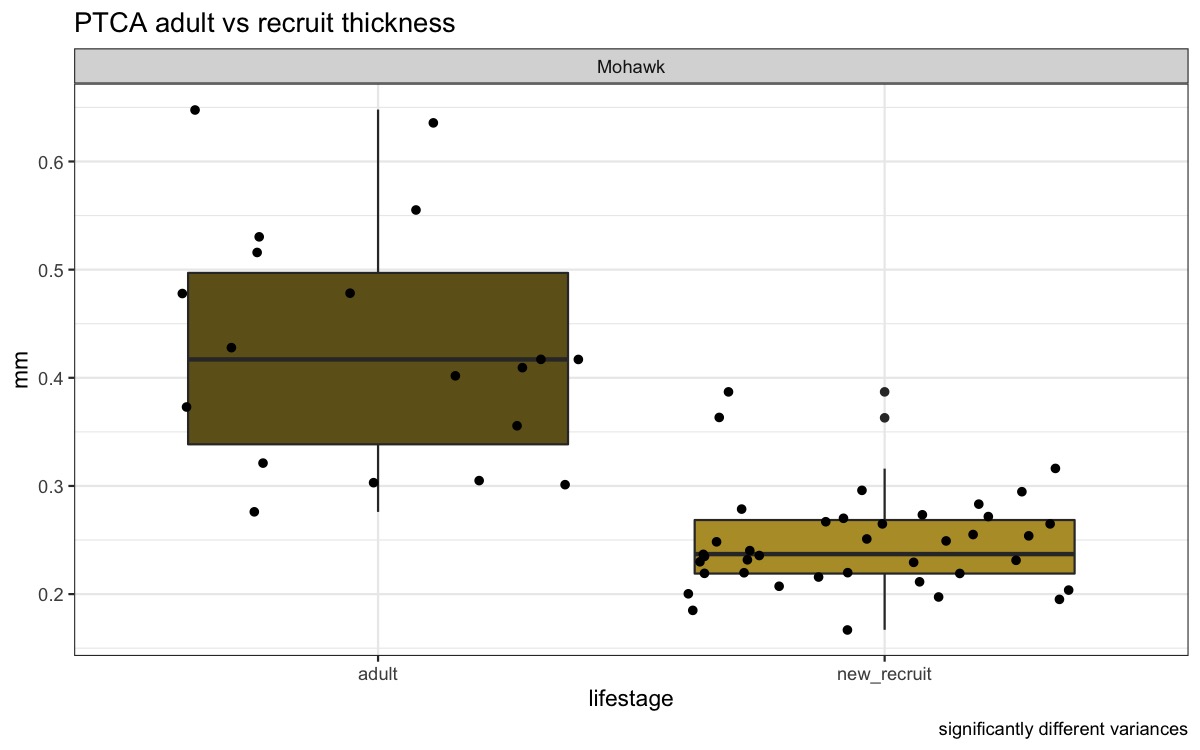 PTCA adult vs recruit thickness
Mohawk
0.6
0.5
0.4
0.3
0.2
mm
adult new_recruit
lifestage
significantly different variances